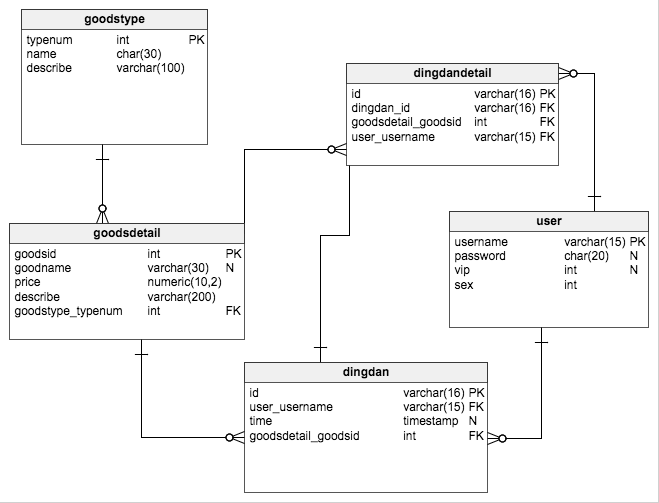 goodstype
typenum int PK
name char(30)
describe varchar(100)
dingdandetail
id varchar(16) PK
dingdan_id varchar(16) FK
goodsdetail_goodsid int FK
user_username varchar(15) FK
goodsdetail
goodsid int PK
goodname varchar(30) N
price numeric(10,2)
describe varchar(200)
goodstype_typenum int FK
user
username varchar(15) PK
password char(20) N
vip int N
sex int
dingdan
id varchar(16) PK
user_username varchar(15) FK
time timestamp N
goodsdetail_goodsid int FK